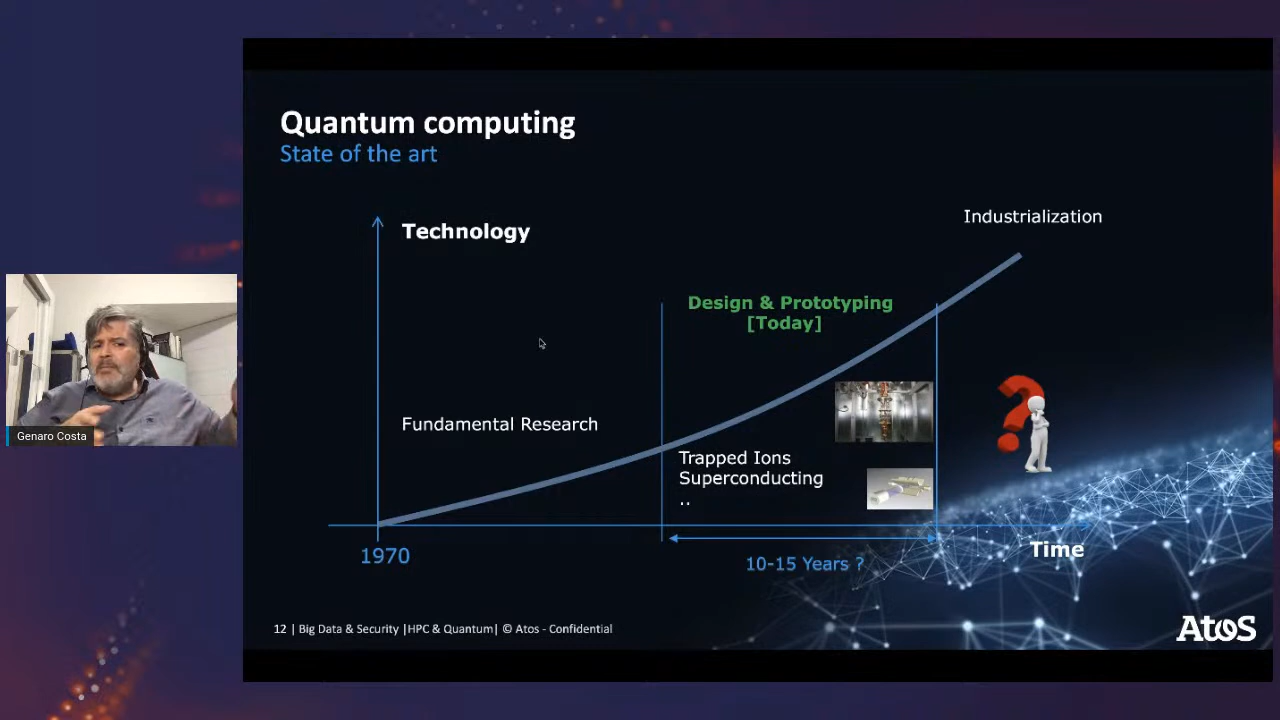 Quantum computing
State of the art
Technology
Industrialization
Design & Prototyping
[Today]
Fundamental Research
Trapped Ions
Superconducting
..
1970
10-15 Years ?
Time
12 | Big Data & Security |HPC & Quantum| © Atos - Confidential
Atos
Genaro Costa